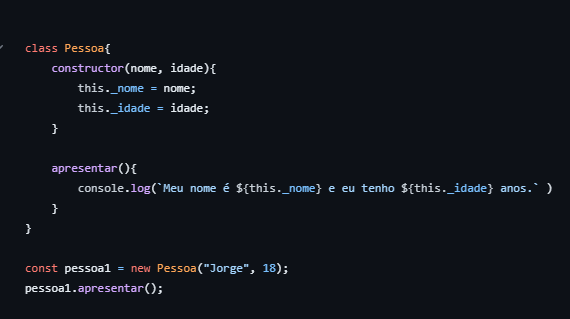 class Pessoa{
    constructor(nome, idade){
        this._nome = nome;
        this._idade = idade;
    }

    apresentar(){
        console.log(`Meu nome é ${this._nome} e eu tenho ${this._idade} anos.` )
    }
}

const pessoa1 = new Pessoa("Jorge", 18);
pessoa1.apresentar();